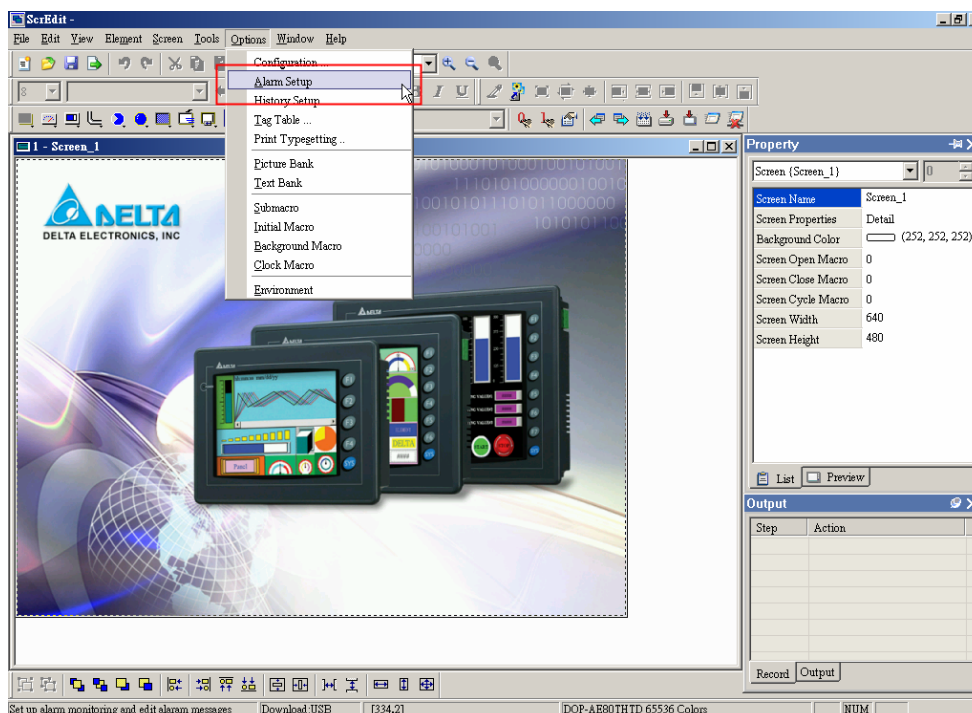 ScrEdit -
File Edit View Element Screen Tools Options Window Help
Configuration ...
Alarm Setup
History Setup
Tag Table ...
Print Typesetting ..
Picture Bank
Text Bank
Submacro
Initial Macro
Background Macro
Clock Macro
Environment
8
B I U
1 - Screen_1
DELTA
DELTA ELECTRONICS, INC
Property
Screen {Screen_1} 0
Screen Name Screen_1
Screen Properties Detail
Background Color (252, 252, 252)
Screen Open Macro 0
Screen Close Macro 0
Screen Cycle Macro 0
Screen Width 640
Screen Height 480
List Preview
Output
Step Action
Record Output
Set up alarm monitoring and edit alaram messages Download:USB [334,2] DOP-AE80THTD 65536 Colors NUM